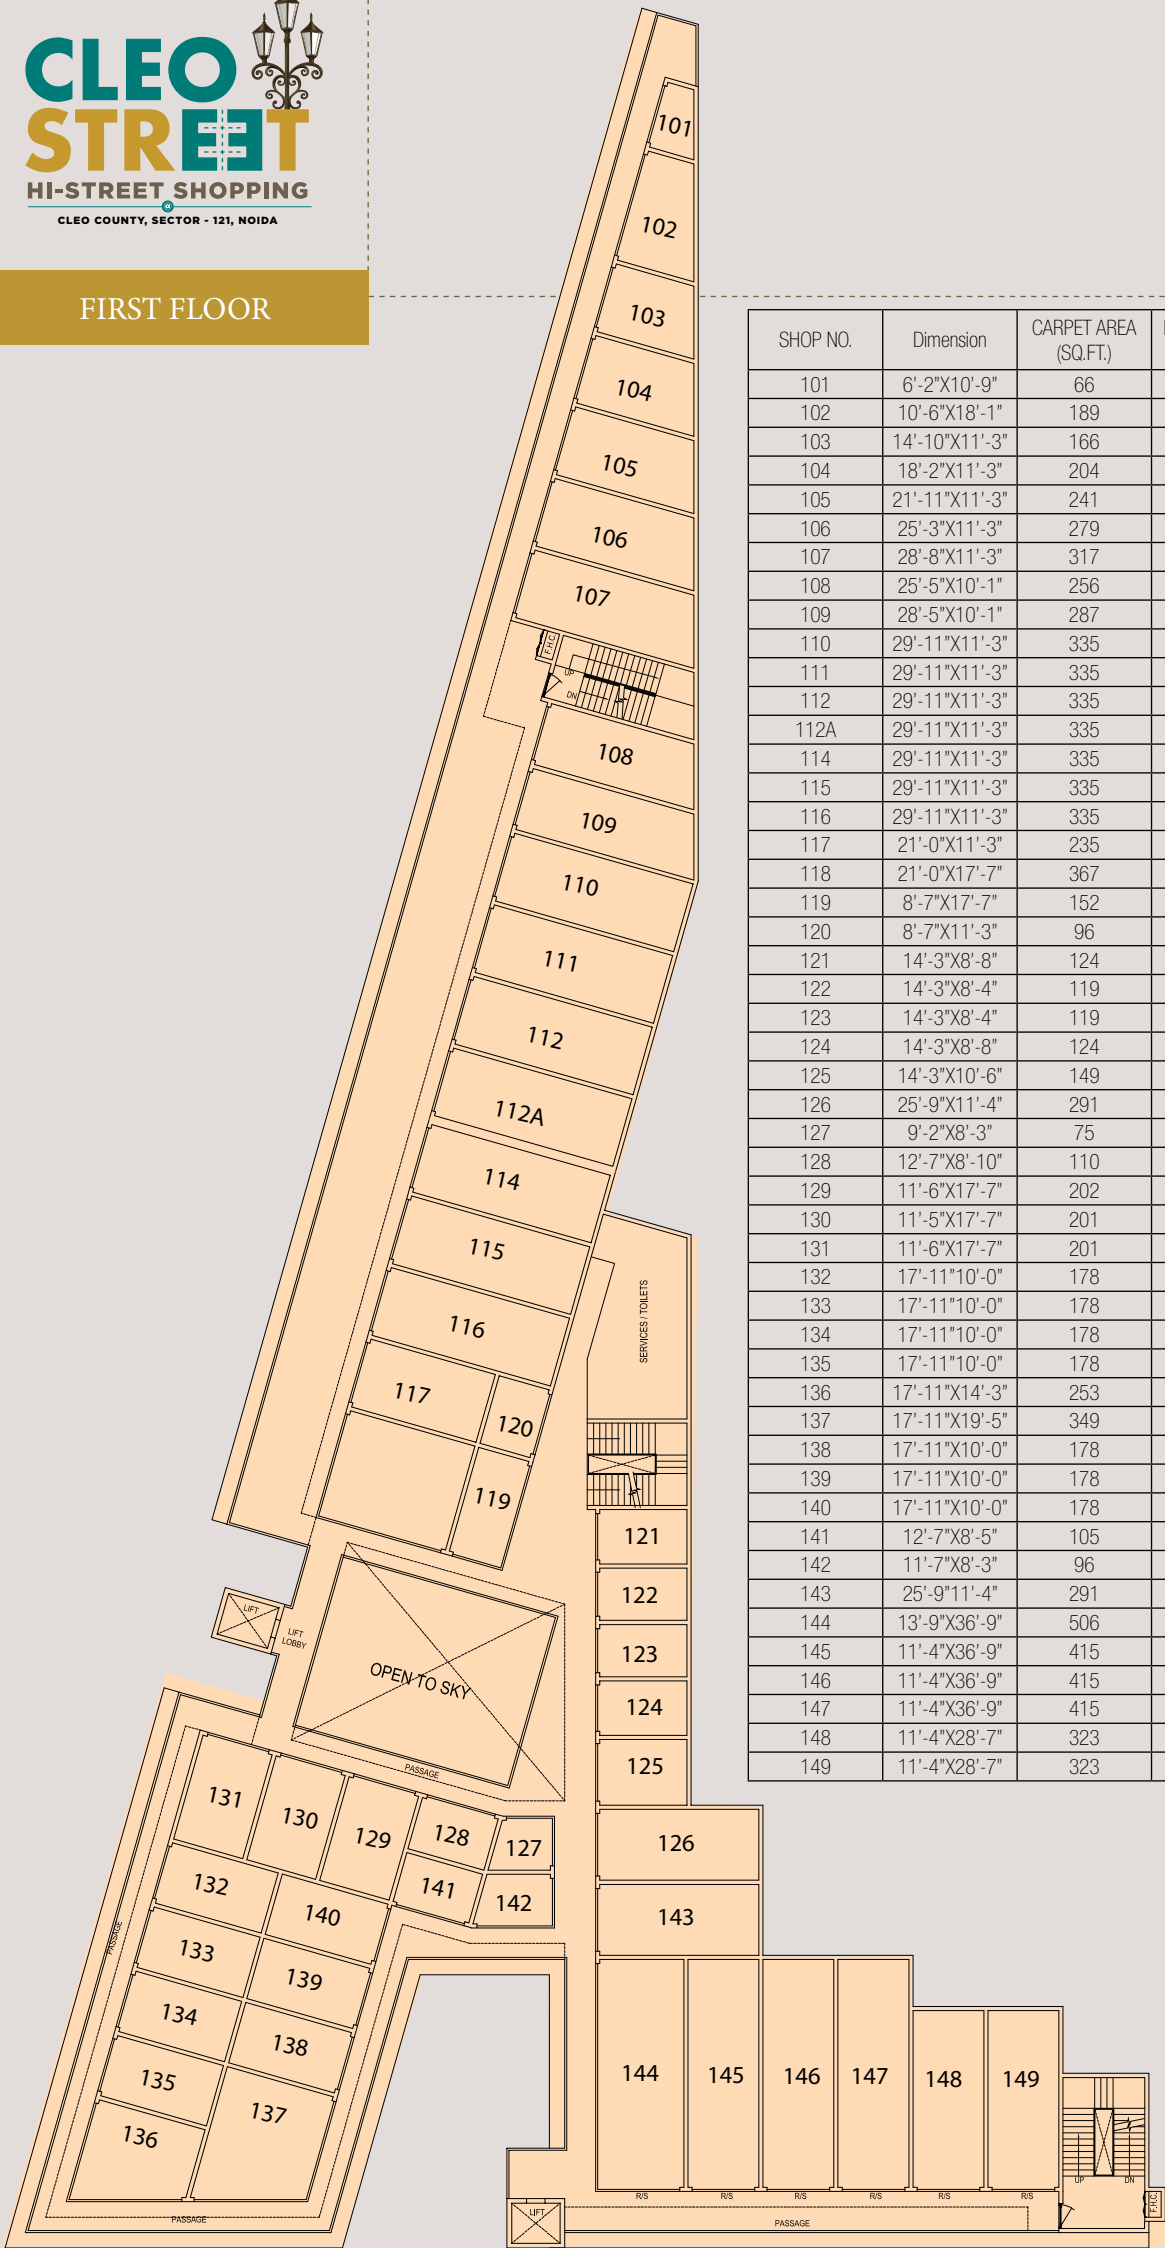 CLEO
STREET
HI-STREET SHOPPING
@
CLEO COUNTY, SECTOR - 121, NOIDA
FIRST FLOOR
SHOP NO. Dimension CARPET AREA (SQ.FT.)
101 6'-2"X10'-9" 66
102 10'-6"X18'-1" 189
103 14'-10"X11'-3" 166
104 18'-2"X11'-3" 204
105 21'-11"X11'-3" 241
106 25'-3"X11'-3" 279
107 28'-8"X11'-3" 317
108 25'-5"X10'-1" 256
109 28'-5"X10'-1" 287
110 29'-11"X11'-3" 335
111 29'-11"X11'-3" 335
112 29'-11"X11'-3" 335
112A 29'-11"X11'-3" 335
114 29'-11"X11'-3" 335
115 29'-11"X11'-3" 335
116 29'-11"X11'-3" 335
117 21'-0"X11'-3" 235
118 21'-0"X17'-7" 367
119 8'-7"X17'-7" 152
120 8'-7"X11'-3" 96
121 14'-3"X8'-8" 124
122 14'-3"X8'-4" 119
123 14'-3"X8'-4" 119
124 14'-3"X8'-8" 124
125 14'-3"X10'-6" 149
126 25'-9"X11'-4" 291
127 9'-2"X8'-3" 75
128 12'-7"X8'-10" 110
129 11'-6"X17'-7" 202
130 11'-5"X17'-7" 201
131 11'-6"X17'-7" 201
132 17'-11"10'-0" 178
133 17'-11"10'-0" 178
134 17'-11"10'-0" 178
135 17'-11"10'-0" 178
136 17'-11"X14'-3" 253
137 17'-11"X19'-5" 349
138 17'-11"X10'-0" 178
139 17'-11"X10'-0" 178
140 17'-11"X10'-0" 178
141 12'-7"X8'-5" 105
142 11'-7"X8'-3" 96
143 25'-9"11'-4" 291
144 13'-9"X36'-9" 506
145 11'-4"X36'-9" 415
146 11'-4"X36'-9" 415
147 11'-4"X36'-9" 415
148 11'-4"X28'-7" 323
149 11'-4"X28'-7" 323
101
102
103
104
105
106
107
F.H.C.
UP
DN
108
109
110
111
112
112A
114
115
116
117
120
119
SERVICES / TOILETS
121
122
123
124
125
126
143
LIFT
LIFT
LOBBY
OPEN TO SKY
PASSAGE
131
130
129
128
127
141
142
132
140
133
139
134
138
135
137
136
PASSAGE
PASSAGE
144
145
146
147
148
149
R/S
R/S
R/S
R/S
R/S
R/S
UP
DN
F.H.C.
LIFT
PASSAGE